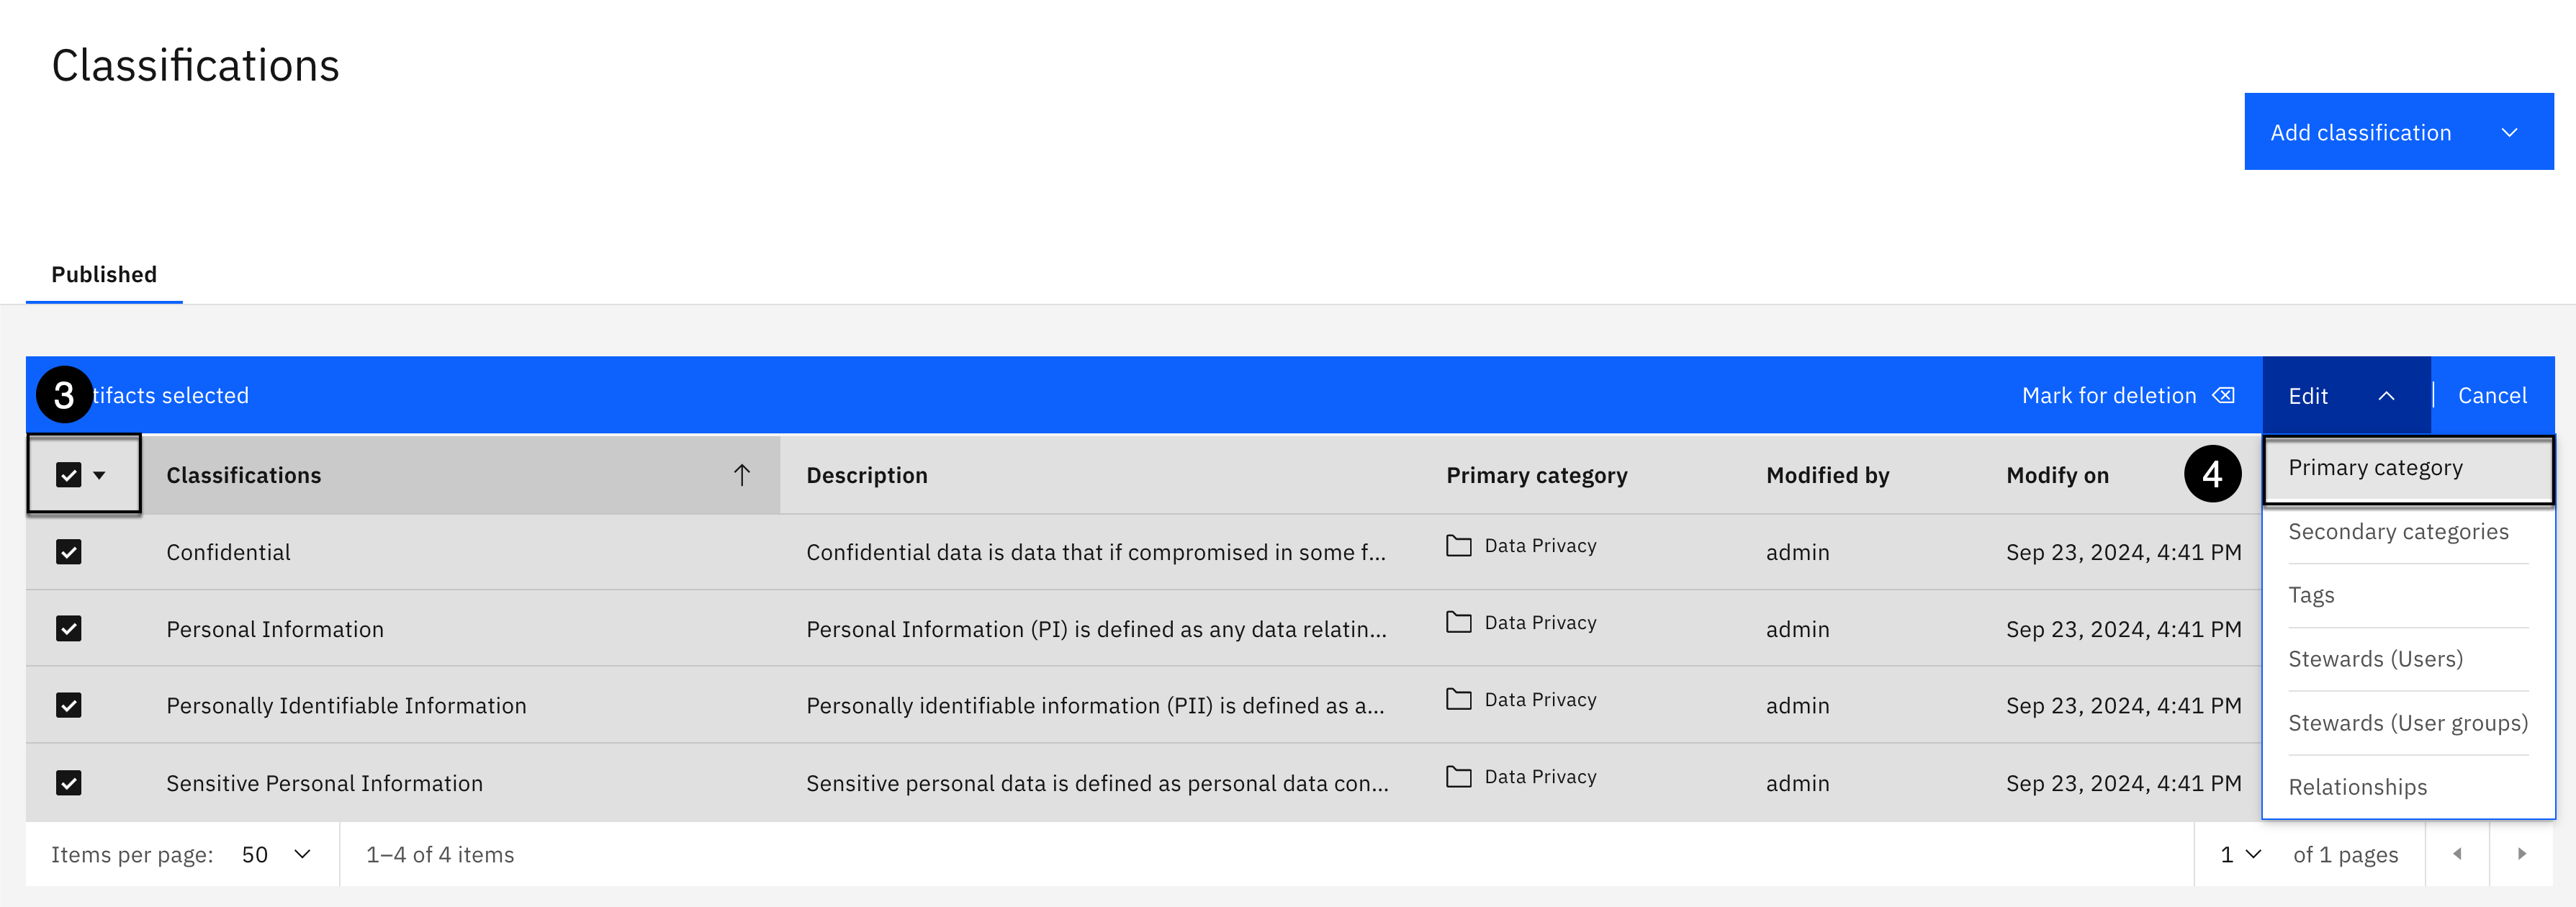 Classifications
Add classification
Published
3 tifacts selected Mark for deletion Edit Cancel
Classifications Description Primary category Modified by Modify on 4 Primary category
Confidential Confidential data is data that if compromised in some f... Data Privacy admin Sep 23, 2024, 4:41 PM Secondary categories
Tags
Personal Information Personal Information (PI) is defined as any data relatin... Data Privacy admin Sep 23, 2024, 4:41 PM
Stewards (Users)
Personally Identifiable Information Personally identifiable information (PII) is defined as a... Data Privacy admin Sep 23, 2024, 4:41 PM
Stewards (User groups)
Sensitive Personal Information Sensitive personal data is defined as personal data con... Data Privacy admin Sep 23, 2024, 4:41 PM Relationships
Items per page: 50 1–4 of 4 items 1 of 1 pages